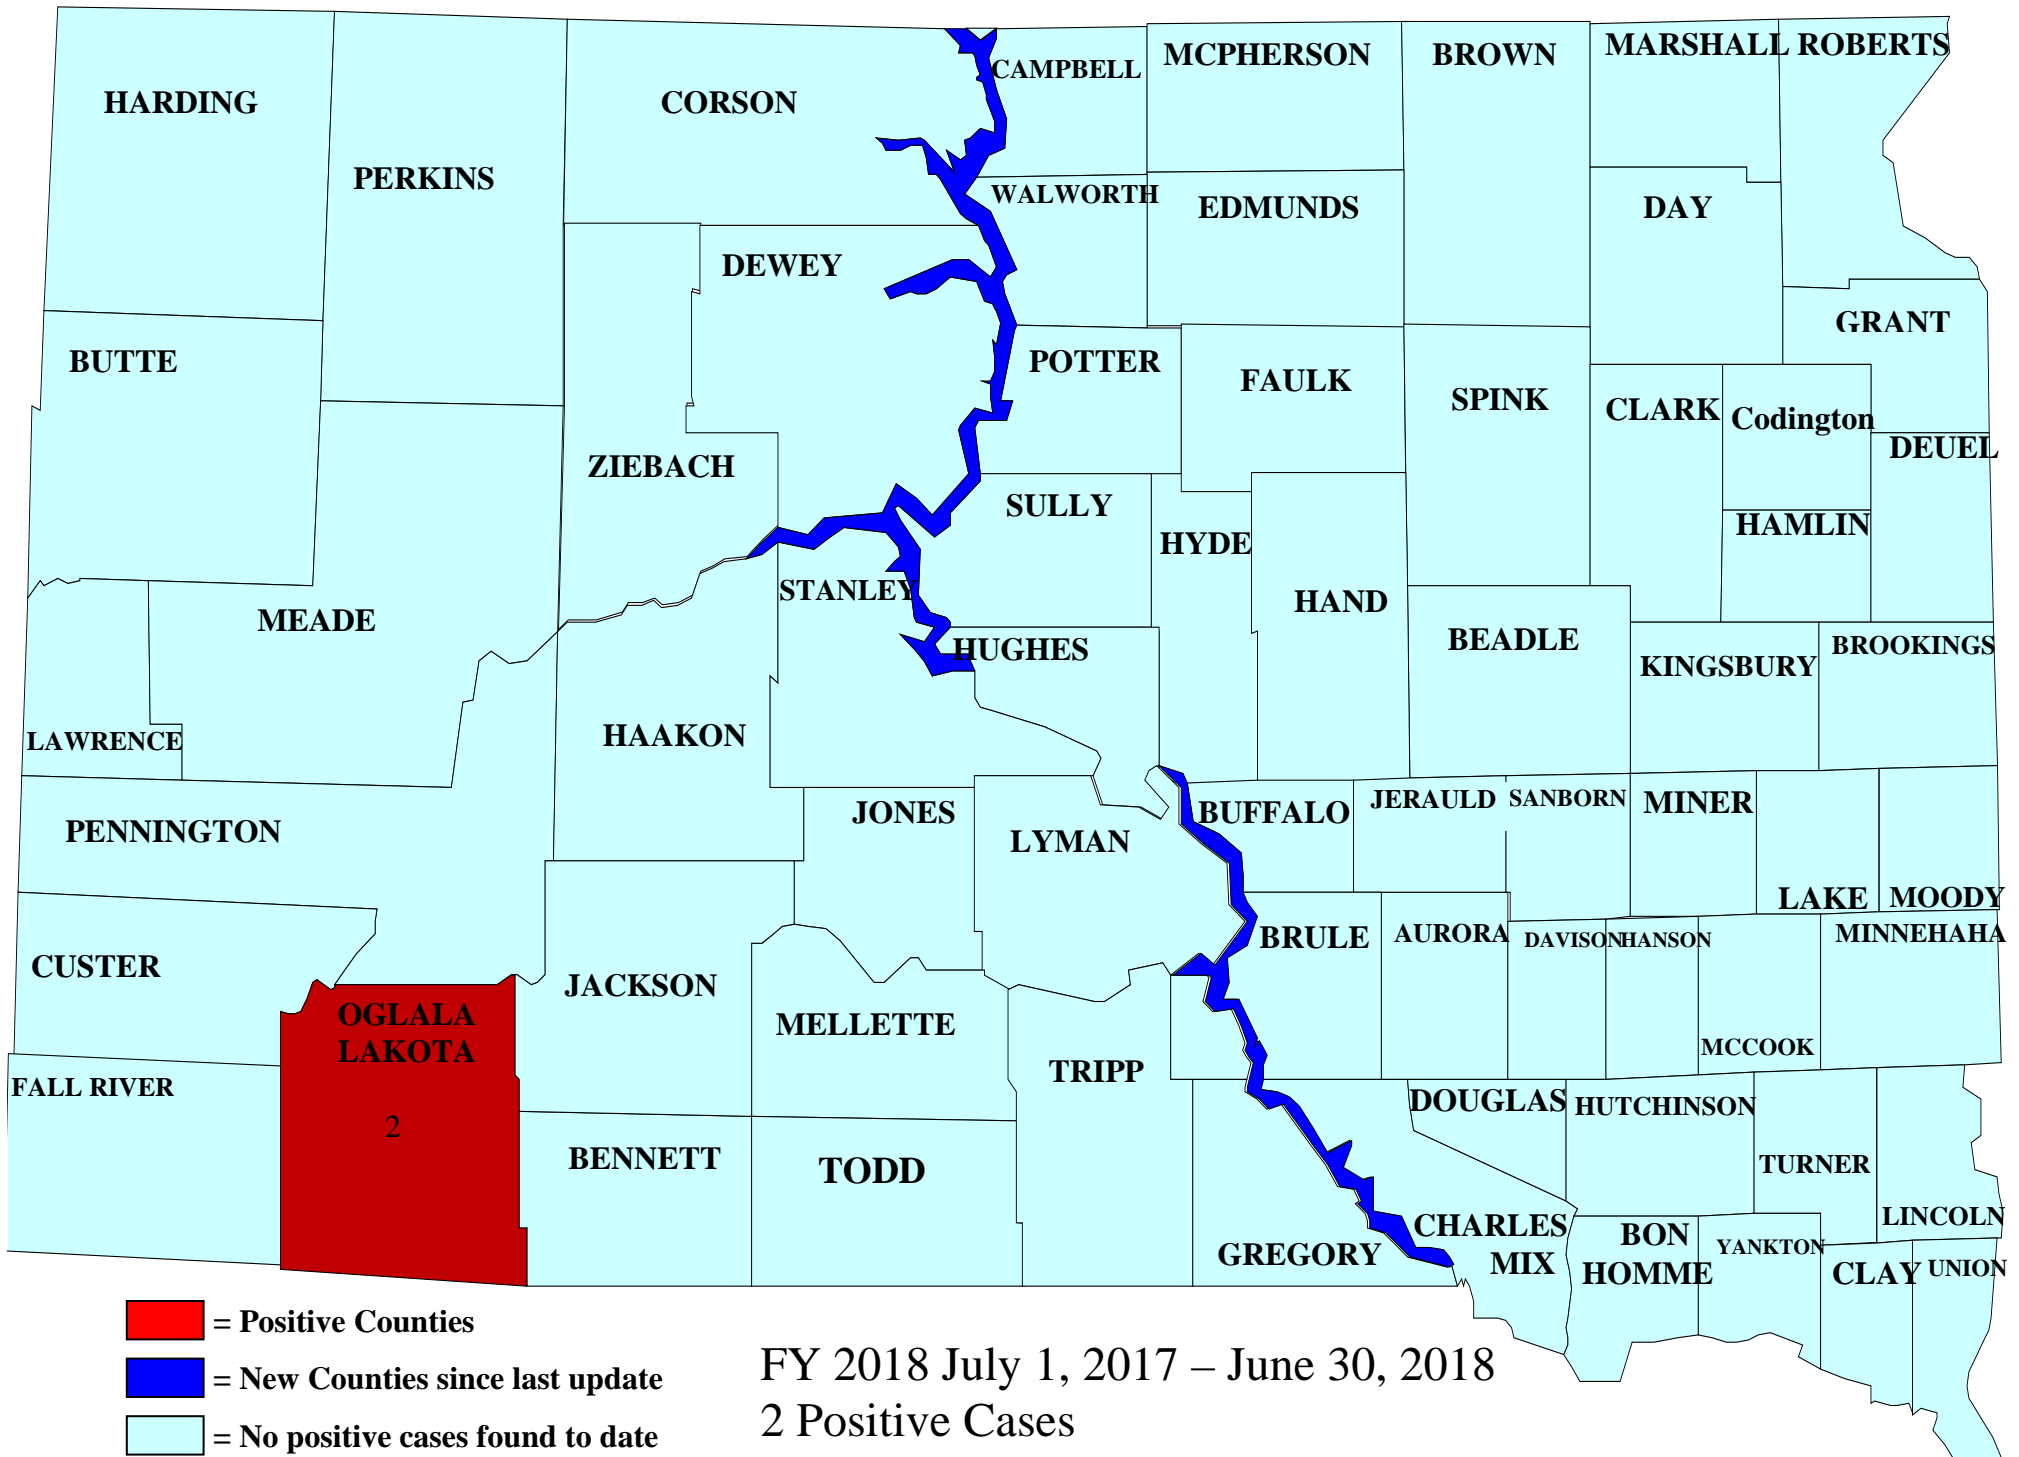 HARDING
PERKINS
CORSON
CAMPBELL
MCPHERSON
BROWN
MARSHALL
ROBERTS
WALWORTH
EDMUNDS
DAY
DEWEY
GRANT
BUTTE
POTTER
FAULK
SPINK
CLARK
Codington
DEUEL
ZIEBACH
SULLY
HYDE
HAMLIN
STANLEY
HAND
MEADE
HUGHES
BEADLE
KINGSBURY
BROOKINGS
LAWRENCE
HAAKON
JONES
BUFFALO
JERAULD
SANBORN
MINER
PENNINGTON
LYMAN
LAKE
MOODY
CUSTER
JACKSON
BRULE
AURORA
DAVISON
HANSON
MINNEHAHA
OGLALA
LAKOTA
2
MELLETTE
MCCOOK
FALL RIVER
TRIPP
DOUGLAS
HUTCHINSON
BENNETT
TODD
TURNER
GREGORY
CHARLES
MIX
BON
HOMME
YANKTON
LINCOLN
CLAY
UNION
= Positive Counties
= New Counties since last update
= No positive cases found to date
FY 2018 July 1, 2017 – June 30, 2018
2 Positive Cases